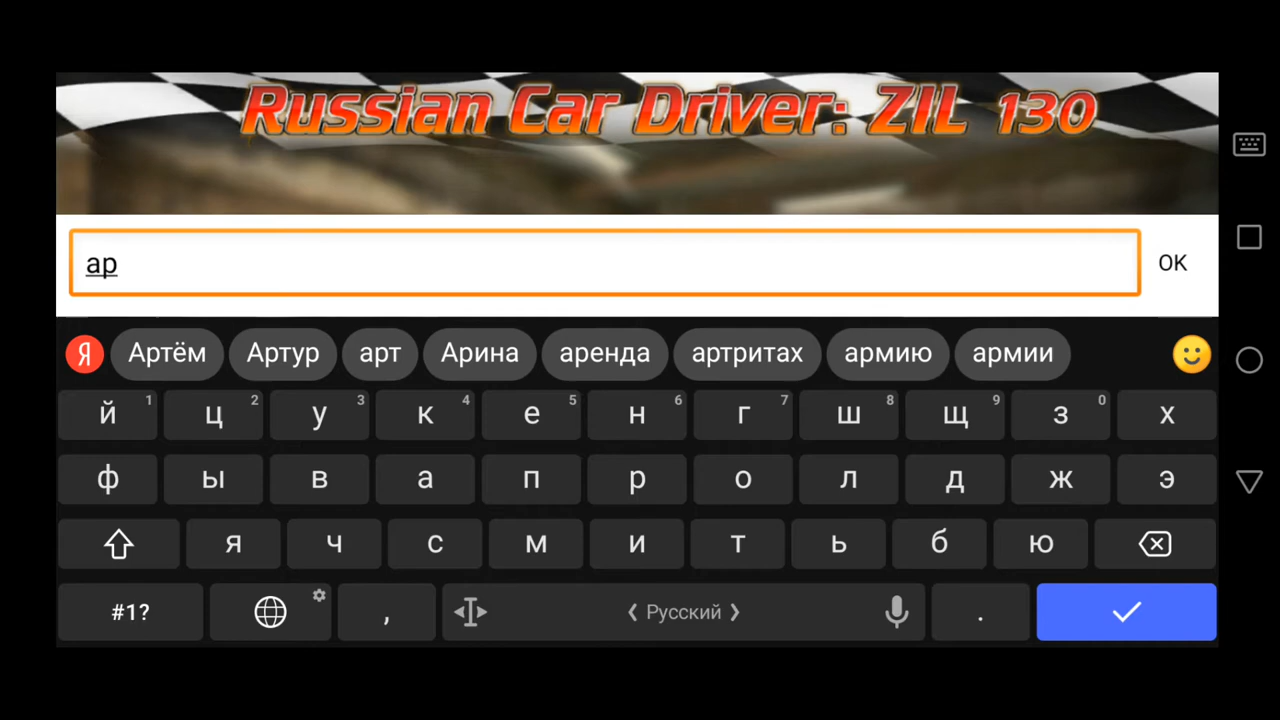 Russian Car Driver: ZIL 130
ар
OK
Я Артём Артур арт Арина аренда артритах армию армии
й 1 ц 2 у 3 к 4 е 5 н 6 г 7 ш 8 щ 9 з 0 х
ф ы в а п р о л д ж э
я ч с м и т ь б ю
#1? , ❬ Русский ❭ .